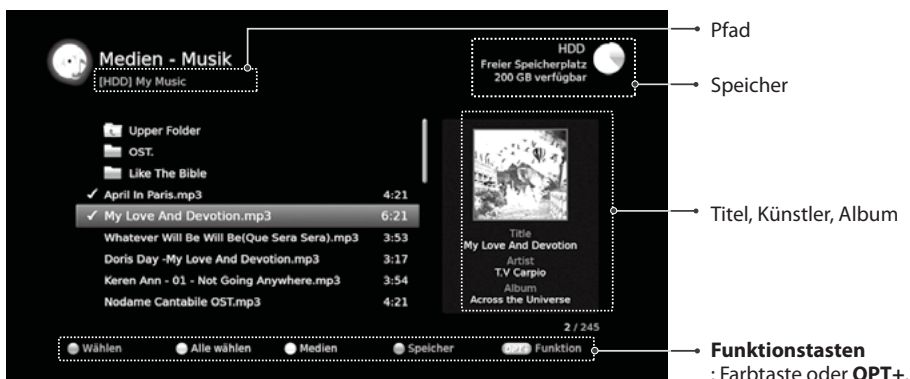 Pfad
Medien - Musik
[HDD] My Music
HDD
Freier Speicherplatz
200 GB verfügbar
Speicher
Upper Folder
OST.
Like The Bible
April In Paris.mp3 4:21
My Love And Devotion.mp3 6:21
Whatever Will Be Will Be(Que Sera Sera).mp3 3:53
Doris Day -My Love And Devotion.mp3 3:17
Keren Ann - 01 - Not Going Anywhere.mp3 3:54
Nodame Cantabile OST.mp3 4:21
Title
My Love And Devotion
Artist
T.V Carpio
Album
Across the Universe
Titel, Künstler, Album
2 / 245
Wählen Alle wählen Medien Speicher OPT+ Funktion
Funktionstasten
: Farbtaste oder OPT+.